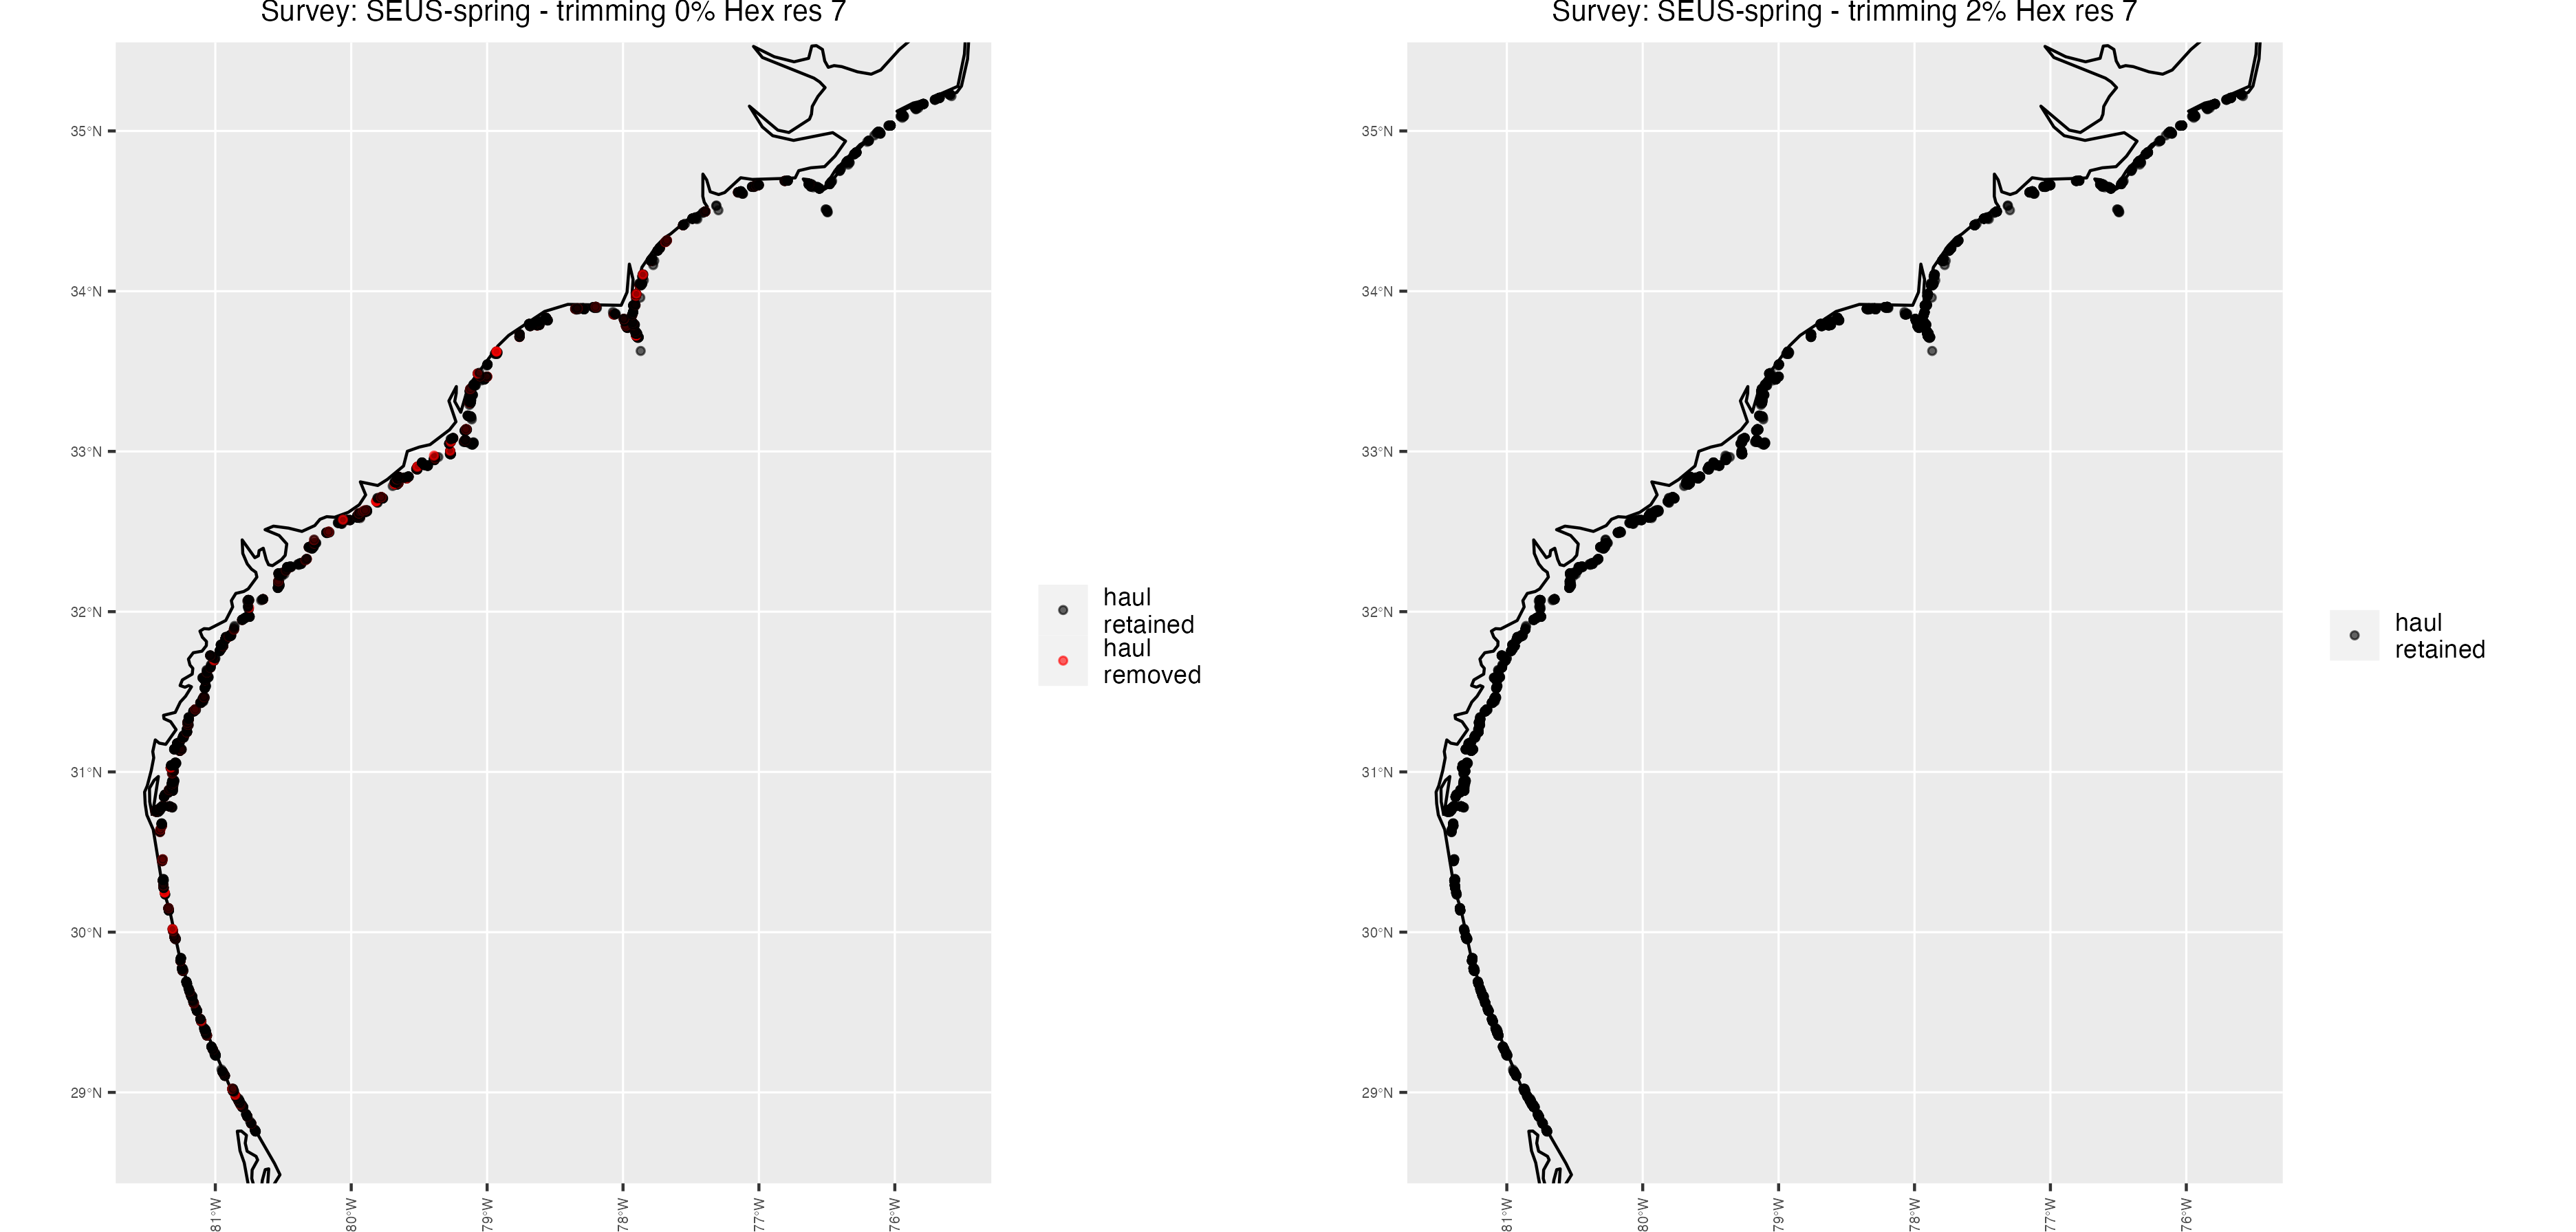 Survey: SEUS-spring - trimming 0% Hex res 7
35°N
34°N
33°N
32°N
31°N
30°N
29°N
81°W
80°W
79°W
78°W
77°W
76°W
haul
retained
haul
removed
Survey: SEUS-spring - trimming 2% Hex res 7
35°N
34°N
33°N
32°N
31°N
30°N
29°N
81°W
80°W
79°W
78°W
77°W
76°W
haul
retained